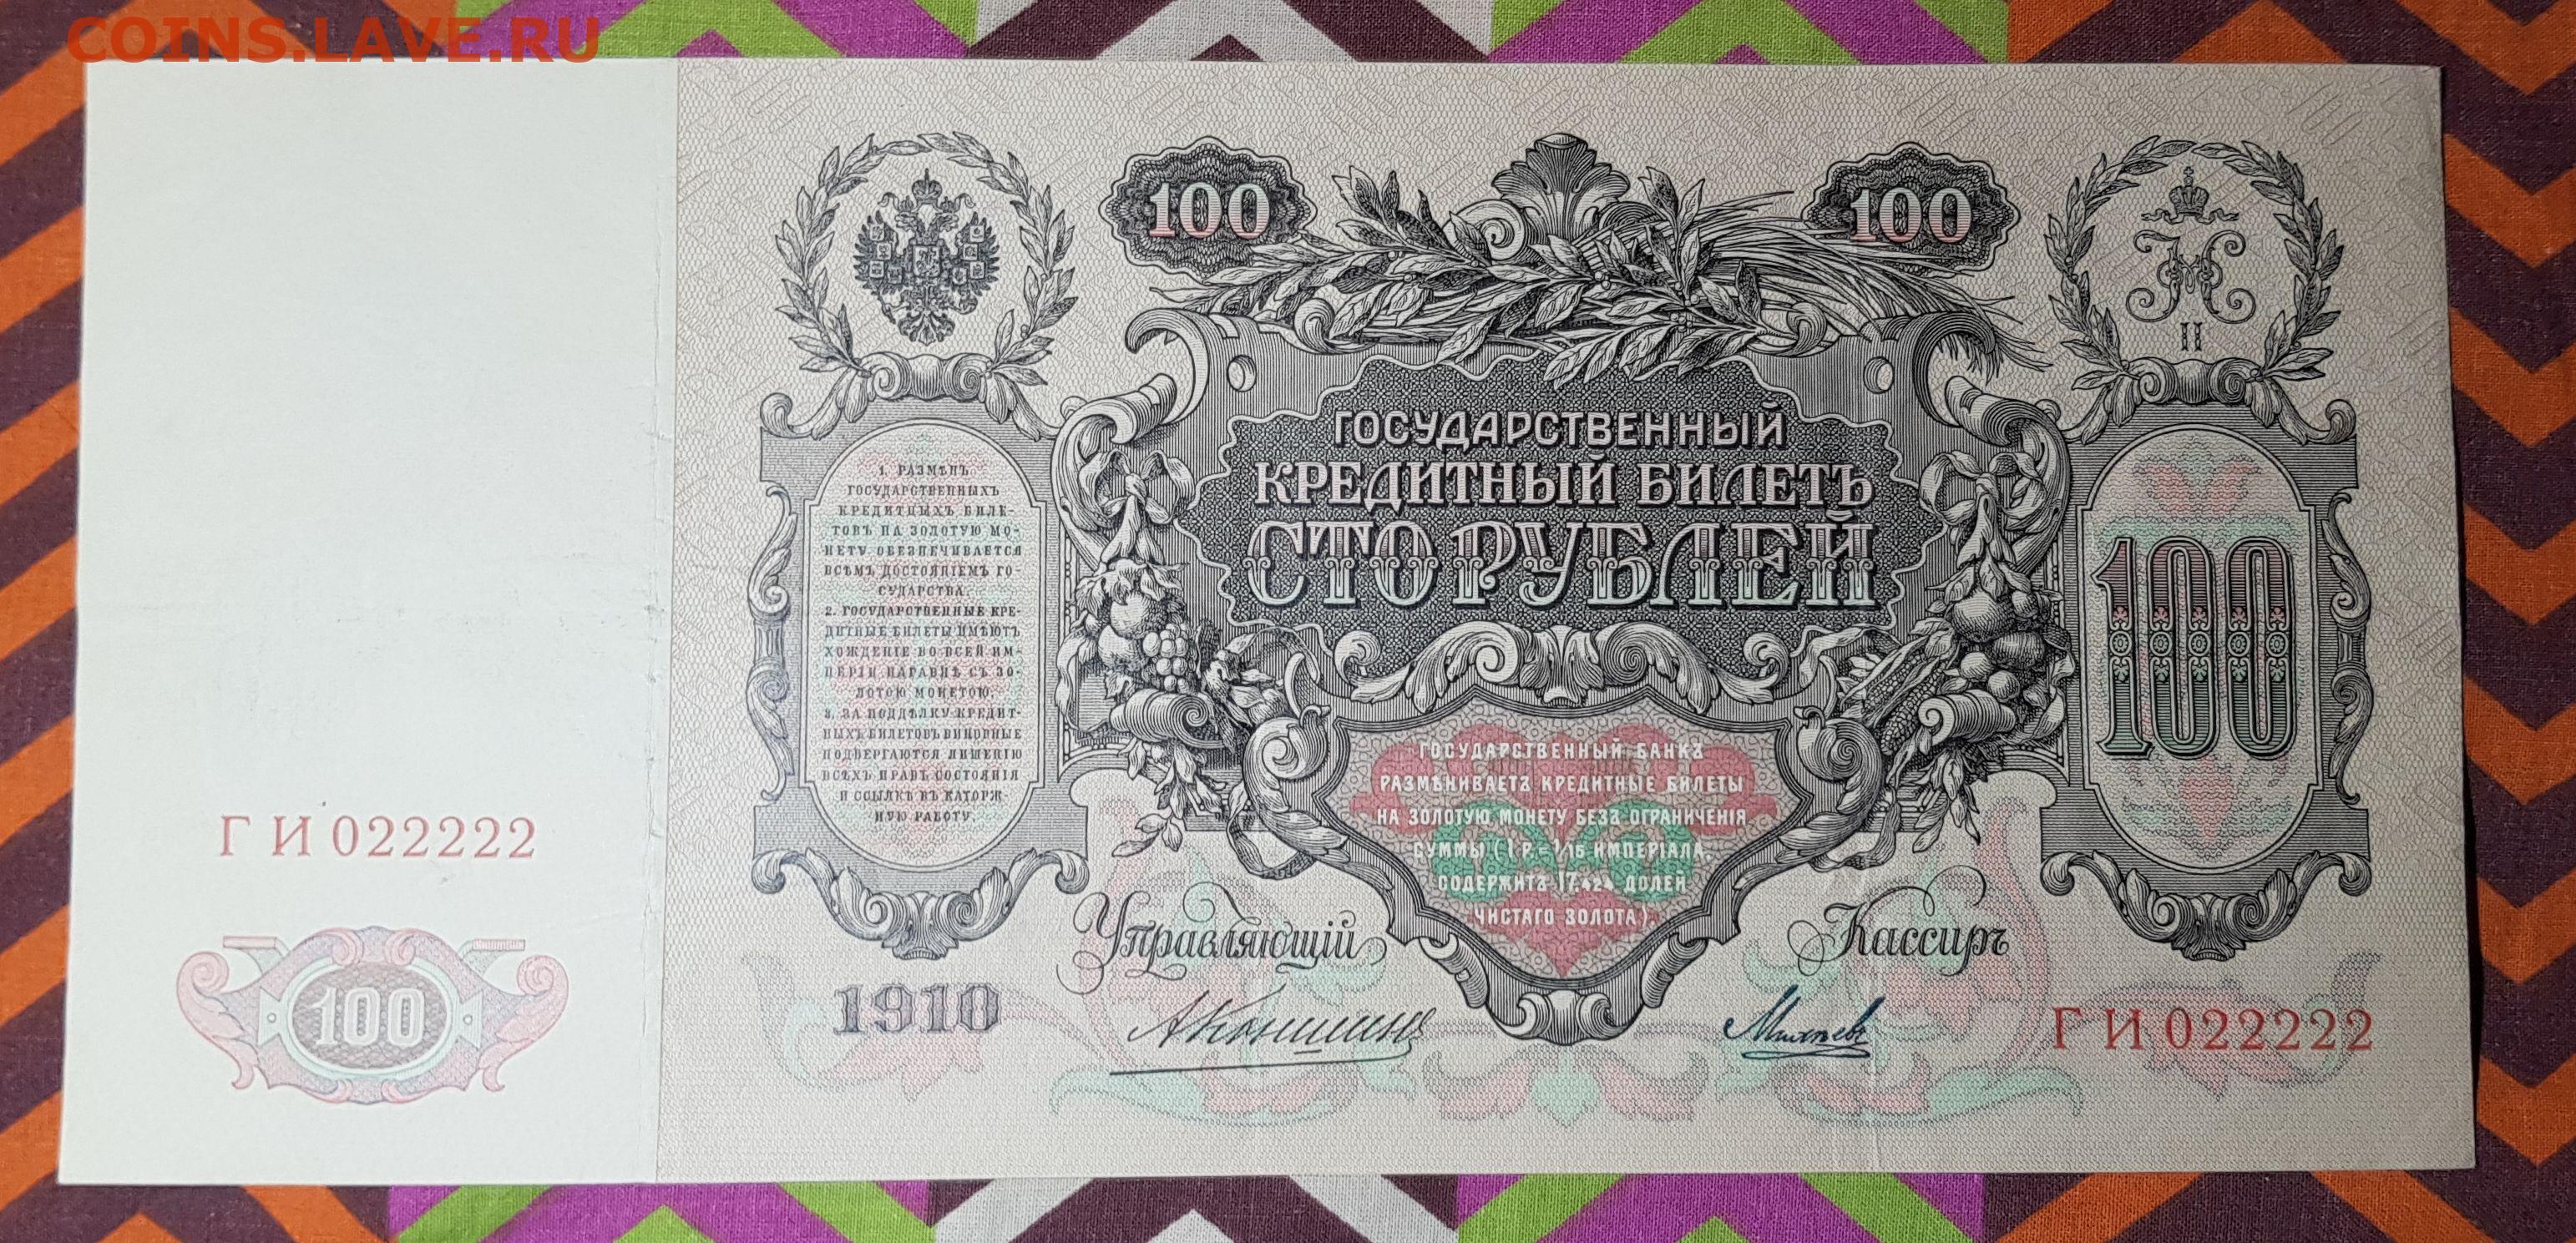 COINS.LAVE.RU
100
100
Н
II
ГОСУДАРСТВЕННЫЙ
КРЕДИТНЫЙ БИЛЕТЪ
СТО РУБЛЕЙ
1. РАЗМѢНЪ
ГОСУДАРСТВЕННЫХЪ
КРЕДИТНЫХЪ БИЛЕ-
ТОВЪ НА ЗОЛОТУЮ МО-
НЕТУ ОБЕЗПЕЧИВАЕТСЯ
ВСѢМЪ ДОСТОЯНІЕМЪ ГО-
СУДАРСТВА.
2. ГОСУДАРСТВЕННЫЕ КРЕ-
ДИТНЫЕ БИЛЕТЫ ИМѢЮТЪ
ХОЖДЕНІЕ ВО ВСЕЙ ИМ-
ПЕРІИ НАРАВНѢ СЪ ЗО-
ЛОТОЮ МОНЕТОЮ.
3. ЗА ПОДДѢЛКУ КРЕДИТ-
НЫХЪ БИЛЕТОВЪ ВИНОВНЫЕ
ПОДВЕРГАЮТСЯ ЛИШЕНІЮ
ВСѢХЪ ПРАВЪ СОСТОЯНІЯ
И ССЫЛКѢ ВЪ КАТОРЖ-
НУЮ РАБОТУ.
100
ГОСУДАРСТВЕННЫЙ БАНКЪ
РАЗМѢНИВАЕТЪ КРЕДИТНЫЕ БИЛЕТЫ
НА ЗОЛОТУЮ МОНЕТУ БЕЗЪ ОГРАНИЧЕНІЯ
СУММЫ (1 Р. = 1/15 ИМПЕРІАЛА,
СОДЕРЖИТЪ 17,424 ДОЛЕЙ
ЧИСТАГО ЗОЛОТА).
ГИ 022222
100
Управляющій
Кассиръ
1910
АКоншинъ
ГИ 022222